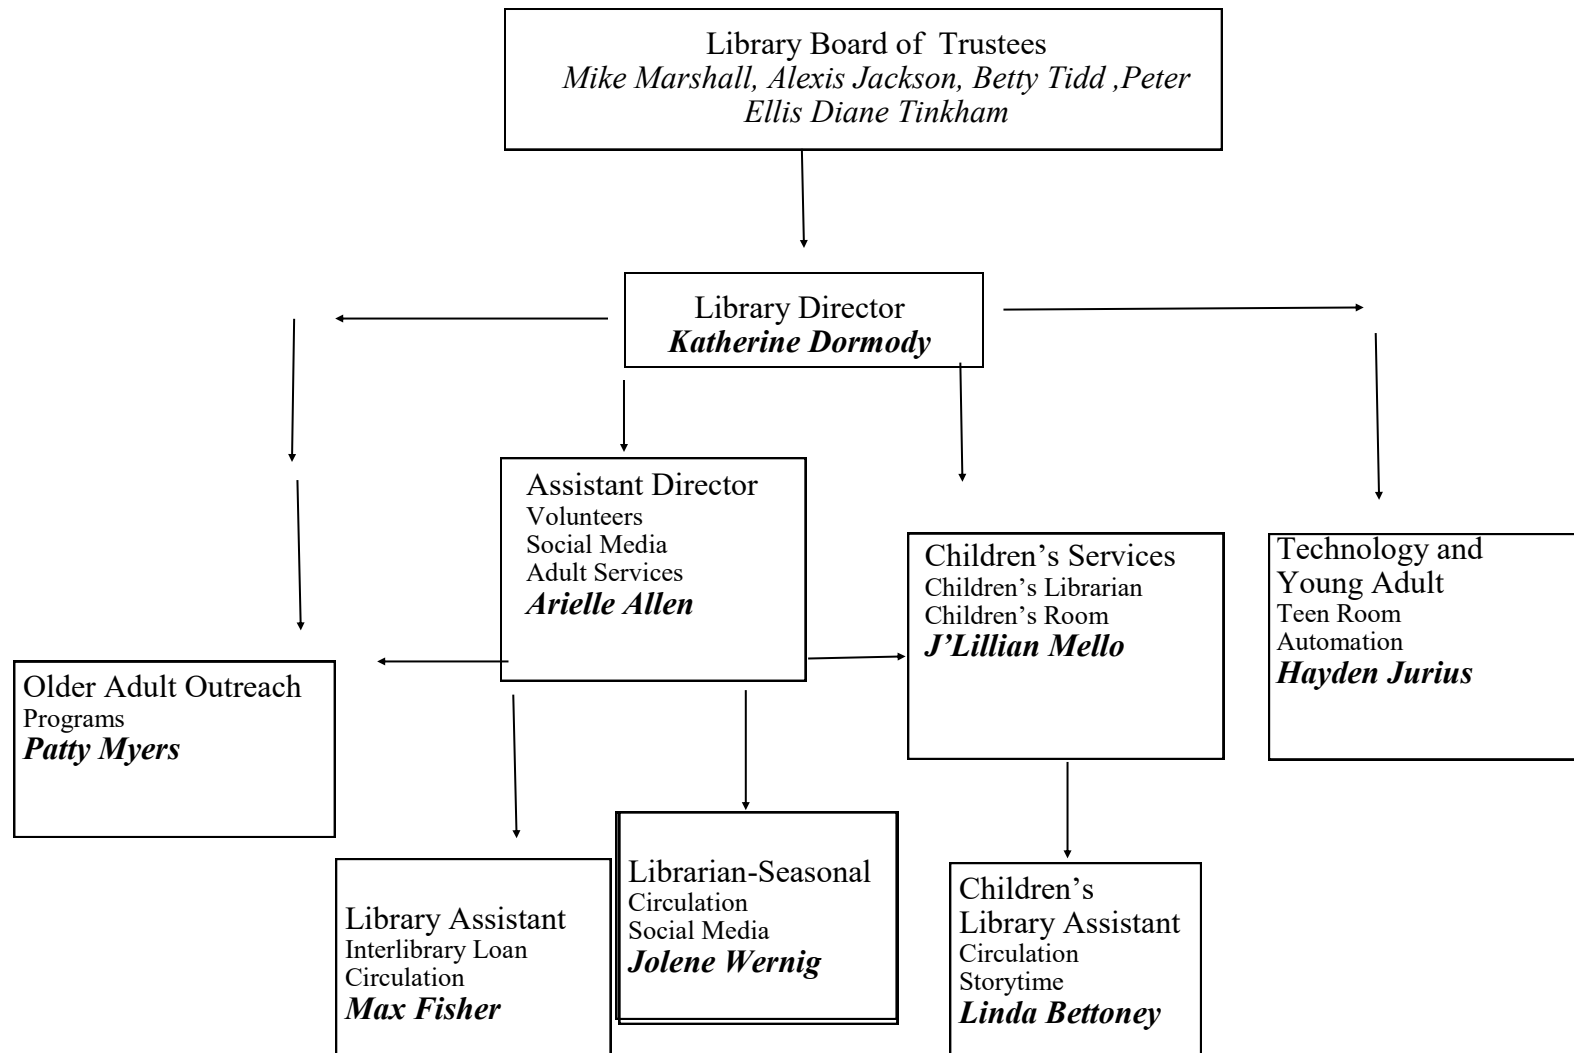 Library Board of  Trustees
Mike Marshall, Alexis Jackson, Betty Tidd ,Peter
Ellis Diane Tinkham
Library Director
Katherine Dormody
Assistant Director
Volunteers
Social Media
Adult Services
Arielle Allen
Children’s Services
Children’s Librarian
Children’s Room
J’Lillian Mello
Technology and
Young Adult
Teen Room
Automation
Hayden Jurius
Older Adult Outreach
Programs
Patty Myers
Library Assistant
Interlibrary Loan
Circulation
Max Fisher
Librarian-Seasonal
Circulation
Social Media
Jolene Wernig
Children’s
Library Assistant
Circulation
Storytime
Linda Bettoney